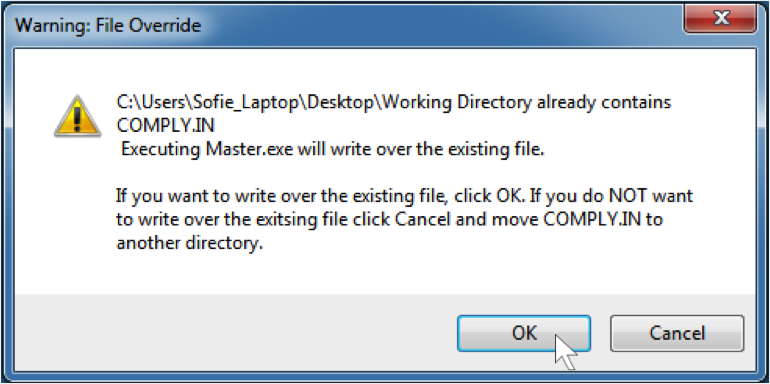 Warning: File Override
C:\Users\Sofie_Laptop\Desktop\Working Directory already contains
COMPLY.IN
Executing Master.exe will write over the existing file.
If you want to write over the existing file, click OK. If you do NOT want
to write over the exitsing file click Cancel and move COMPLY.IN to
another directory.
OK
Cancel